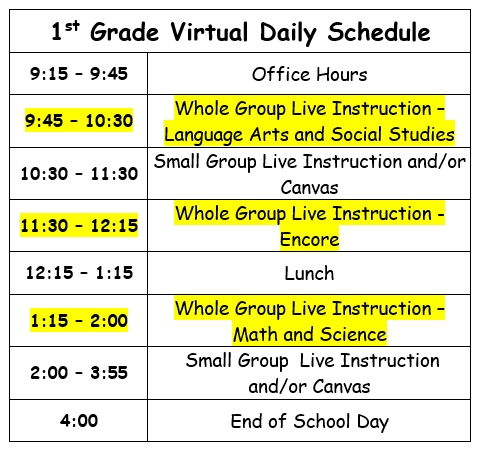 1st Grade Virtual Daily Schedule
9:15 – 9:45 Office Hours
9:45 – 10:30 Whole Group Live Instruction –
Language Arts and Social Studies
10:30 – 11:30 Small Group Live Instruction and/or
Canvas
11:30 – 12:15 Whole Group Live Instruction -
Encore
12:15 – 1:15 Lunch
1:15 – 2:00 Whole Group Live Instruction –
Math and Science
2:00 – 3:55 Small Group Live Instruction
and/or Canvas
4:00 End of School Day